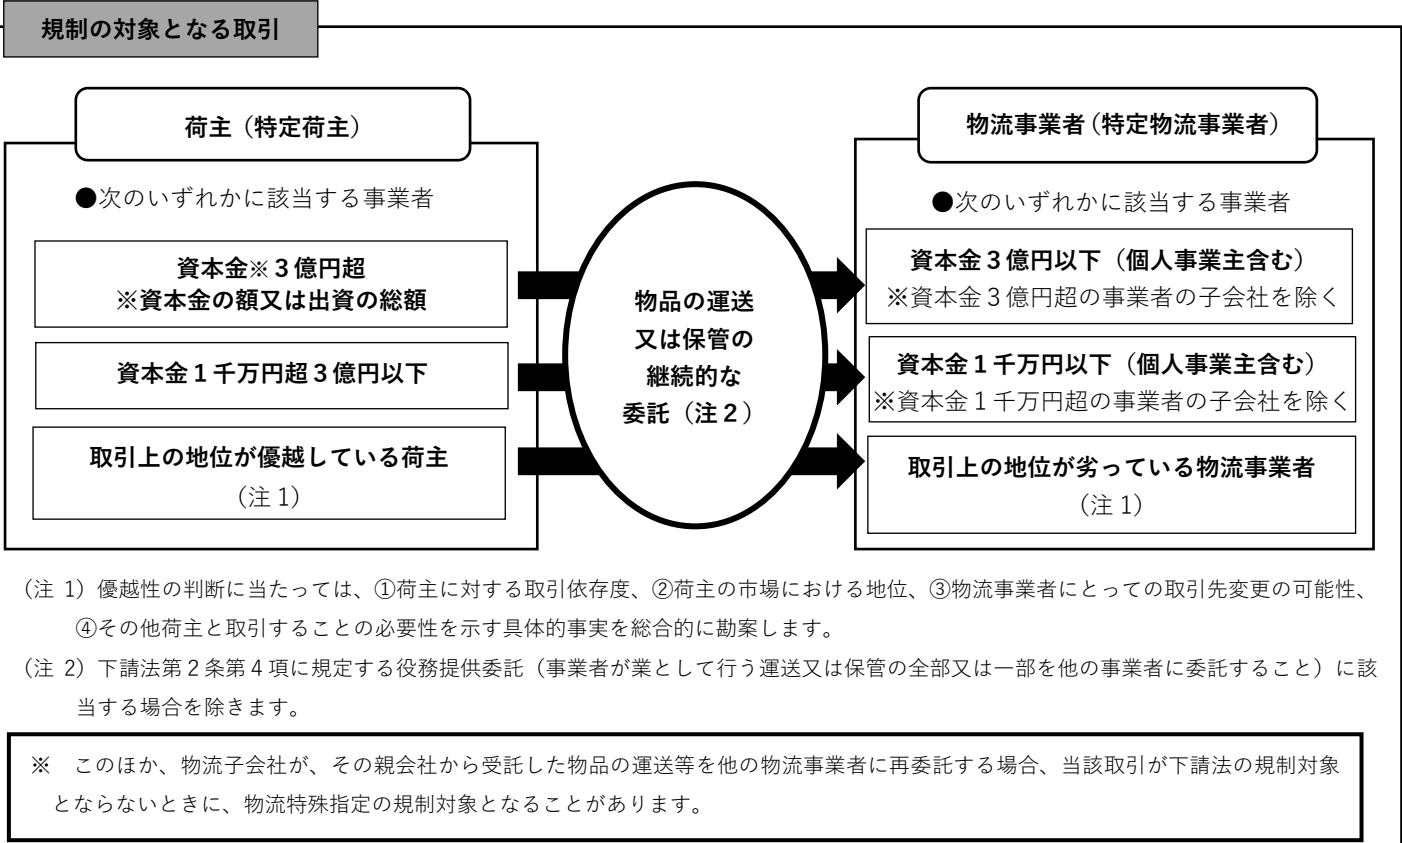 規制の対象となる取引
荷主（特定荷主）
●次のいずれかに該当する事業者
資本金※３億円超
※資本金の額又は出資の総額
資本金１千万円超３億円以下
取引上の地位が優越している荷主
（注 1）
物品の運送
又は保管の
継続的な
委託（注２）
物流事業者（特定物流事業者）
●次のいずれかに該当する事業者
資本金３億円以下（個人事業主含む）
※資本金３億円超の事業者の子会社を除く
資本金１千万円以下（個人事業主含む）
※資本金１千万円超の事業者の子会社を除く
取引上の地位が劣っている物流事業者
（注 1）
（注 1）優越性の判断に当たっては、①荷主に対する取引依存度、②荷主の市場における地位、③物流事業者にとっての取引先変更の可能性、
④その他荷主と取引することの必要性を示す具体的事実を総合的に勘案します。
（注 2）下請法第２条第４項に規定する役務提供委託（事業者が業として行う運送又は保管の全部又は一部を他の事業者に委託すること）に該
当する場合を除きます。
※　このほか、物流子会社が、その親会社から受託した物品の運送等を他の物流事業者に再委託する場合、当該取引が下請法の規制対象
とならないときに、物流特殊指定の規制対象となることがあります。